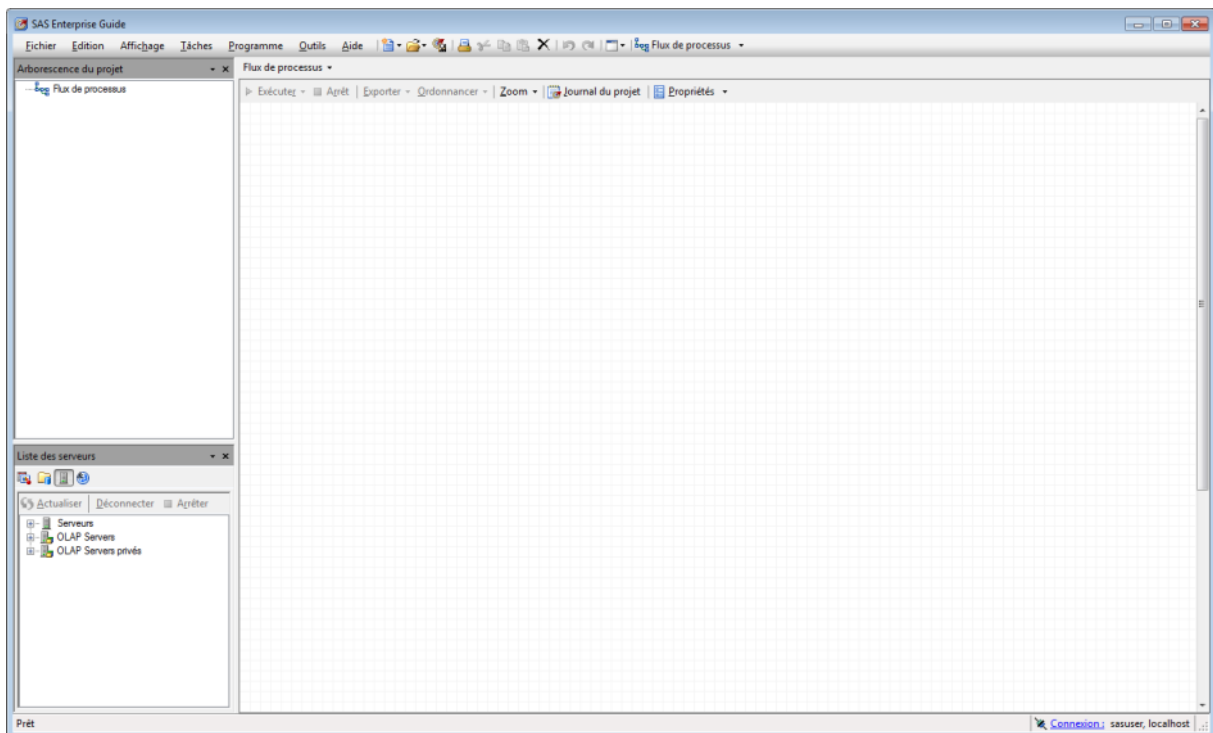 SAS Enterprise Guide
Fichier Edition Affichage Tâches Programme Outils Aide Flux de processus
Arborescence du projet
Flux de processus
Flux de processus
Exécuter Arrêt Exporter Ordonnancer Zoom Journal du projet Propriétés
Liste des serveurs
Actualiser Déconnecter Arrêter
Serveurs
OLAP Servers
OLAP Servers privés
Prêt
Connexion : sasuser, localhost